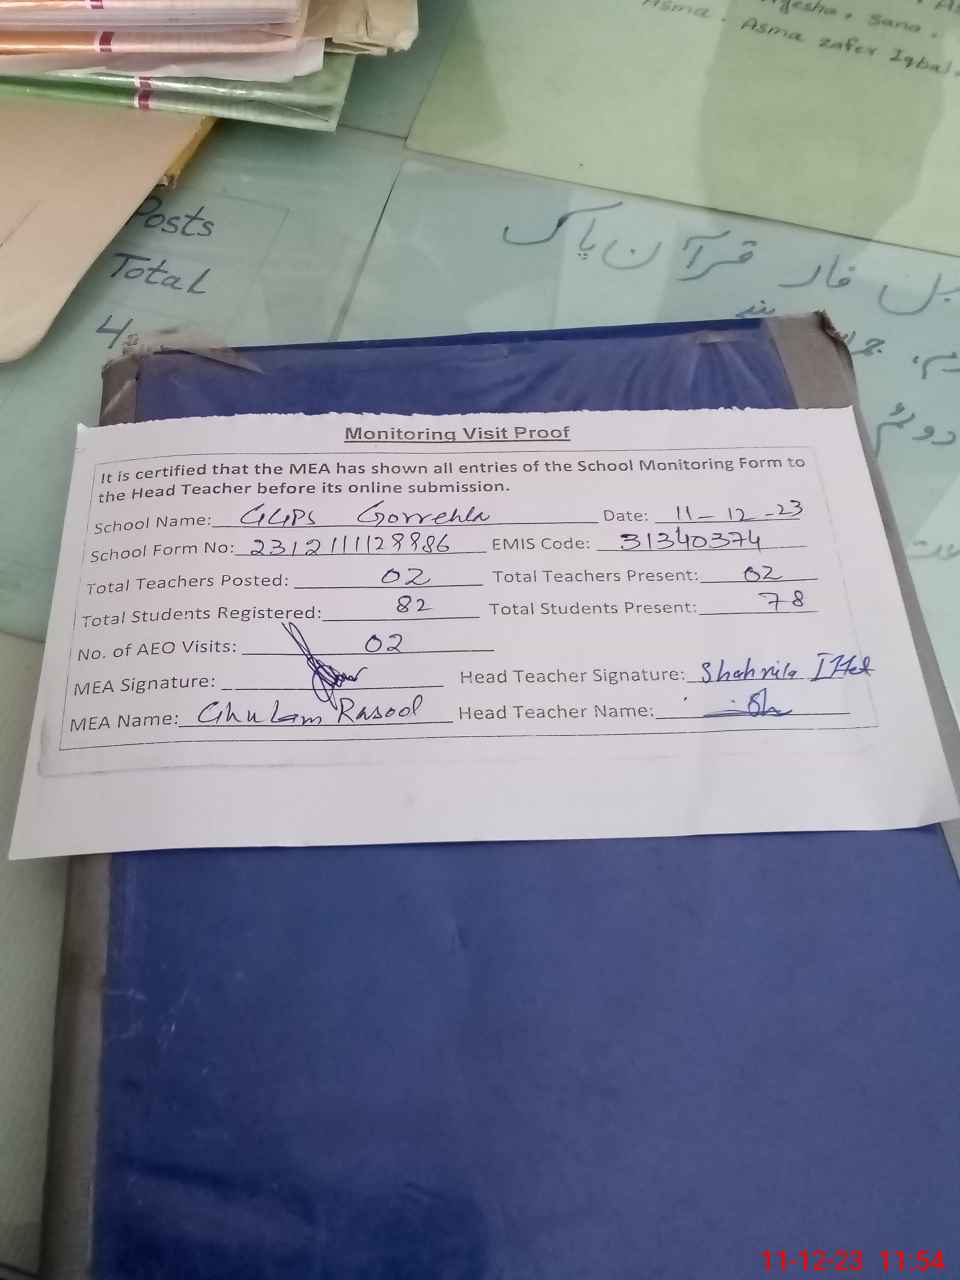 Asma. Ayesha, Sana.
Asma Zafer Iqbal.
Posts
Total
قرآن پاک
Monitoring Visit Proof
It is certified that the MEA has shown all entries of the School Monitoring Form to
the Head Teacher before its online submission.
School Name: GGPS Gorrehla Date: 11-12-23
School Form No: 2312111128886 EMIS Code: 31340374
Total Teachers Posted: 02 Total Teachers Present: 02
Total Students Registered: 82 Total Students Present: 78
No. of AEO Visits: 02
MEA Signature: Head Teacher Signature: Shahnila
MEA Name: Ghulam Rasool Head Teacher Name:
11-12-23 11:54